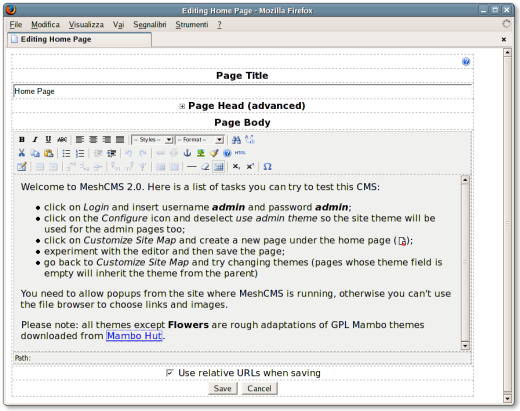 Editing Home Page - Mozilla Firefox
File Modifica Visualizza Vai Segnalibri Strumenti ?
Editing Home Page
Page Title
Home Page
Page Head (advanced)
Page Body
B I U ABC -- Styles -- -- Format --
HTML
x₂ x² Ω
Welcome to MeshCMS 2.0. Here is a list of tasks you can try to test this CMS:
• click on Login and insert username admin and password admin;
• click on the Configure icon and deselect use admin theme so the site theme will be
used for the admin pages too;
• click on Customize Site Map and create a new page under the home page ( );
• experiment with the editor and then save the page;
• go back to Customize Site Map and try changing themes (pages whose theme field is
empty will inherit the theme from the parent)
You need to allow popups from the site where MeshCMS is running, otherwise you can't use
the file browser to choose links and images.
Please note: all themes except Flowers are rough adaptations of GPL Mambo themes
downloaded from Mambo Hut.
Path:
Use relative URLs when saving
Save Cancel